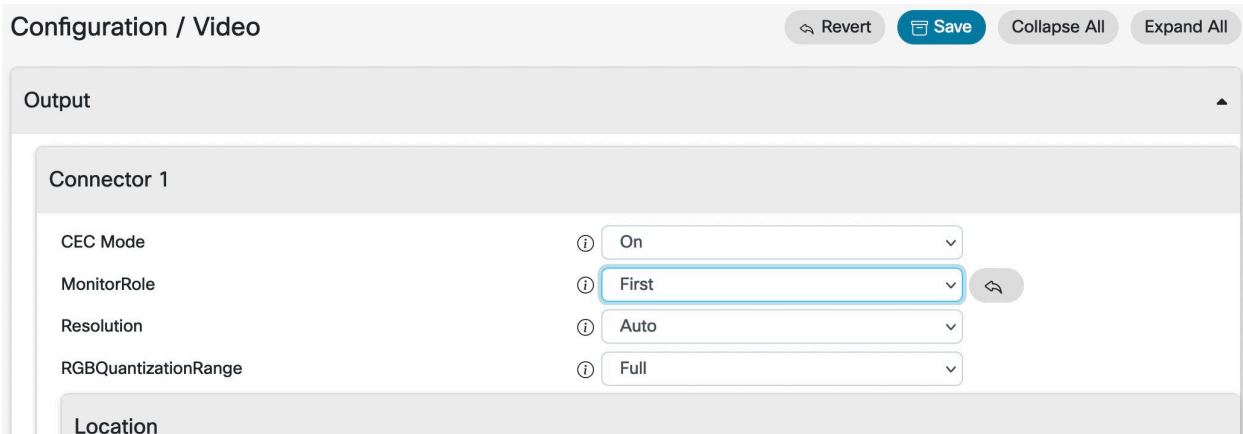 Configuration / Video
Revert
Save
Collapse All
Expand All
Output
Connector 1
CEC Mode
On
MonitorRole
First
Resolution
Auto
RGBQuantizationRange
Full
Location